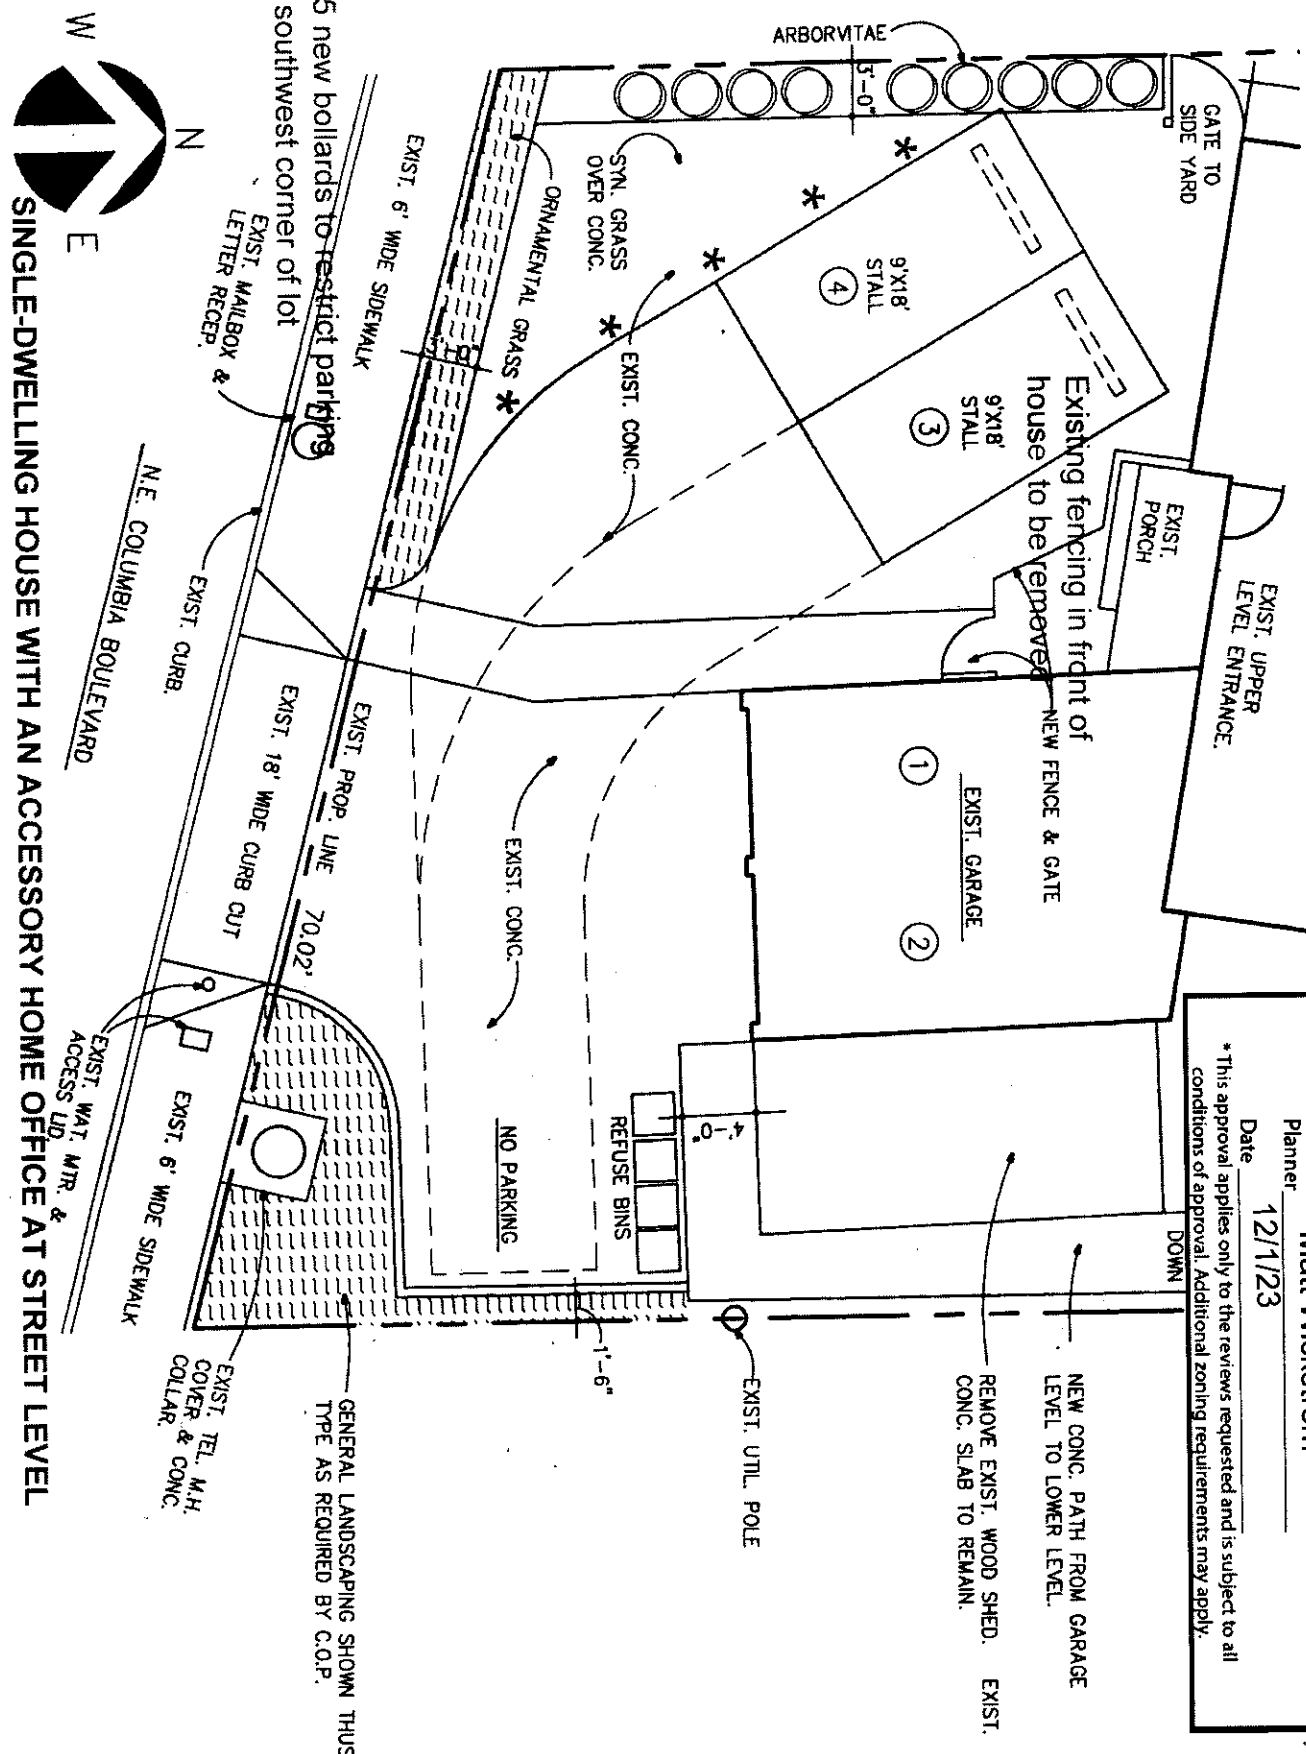 ARBORVITAE
3'-0"
GATE TO
SIDE YARD
5 new bollards to restrict parking
southwest corner of lot
W
N
E
EXIST. MAILBOX &
LETTER RECEP.
EXIST. 6' WIDE SIDEWALK
ORNAMENTAL GRASS
SYN. GRASS
OVER CONC.
*
*
*
*
*
EXIST. CONC.
9'X18'
STALL
4
9'X18'
STALL
3
Existing fencing in front of
house to be removed
EXIST.
PORCH
EXIST. UPPER
LEVEL ENTRANCE.
NEW FENCE & GATE
EXIST. GARAGE
1
2
N.E. COLUMBIA BOULEVARD
EXIST. CURB.
EXIST. 18' WIDE CURB CUT
EXIST. PROP. LINE 70.02'
EXIST. CONC.
NO PARKING
REFUSE BINS
4'-0"
DOWN
EXIST. WAT. MTR. &
ACCESS LID.
EXIST. 6' WIDE SIDEWALK
EXIST. TEL. M.H.
COVER & CONC.
COLLAR.
GENERAL LANDSCAPING SHOWN THUS
TYPE AS REQUIRED BY C.O.P.
1'-6"
EXIST. UTIL. POLE
REMOVE EXIST. WOOD SHED. EXIST.
CONC. SLAB TO REMAIN.
NEW CONC. PATH FROM GARAGE
LEVEL TO LOWER LEVEL.
Planner
Date 12/1/23
*This approval applies only to the reviews requested and is subject to all
conditions of approval. Additional zoning requirements may apply.
SINGLE-DWELLING HOUSE WITH AN ACCESSORY HOME OFFICE AT STREET LEVEL